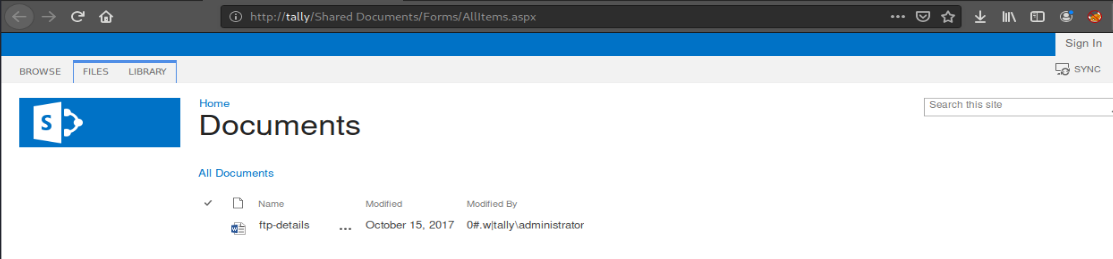 http://tally/Shared Documents/Forms/AllItems.aspx
Sign In
BROWSE FILES LIBRARY SYNC
S
Home
Search this site
Documents
All Documents
Name Modified Modified By
ftp-details ... October 15, 2017 0#.w|tally\administrator